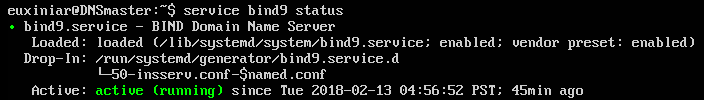 euxiniar@DNSmaster:~$ service bind9 status
● bind9.service - BIND Domain Name Server
Loaded: loaded (/lib/systemd/system/bind9.service; enabled; vendor preset: enabled)
Drop-In: /run/systemd/generator/bind9.service.d
└─50-insserv.conf-$named.conf
Active: active (running) since Tue 2018-02-13 04:56:52 PST; 45min ago